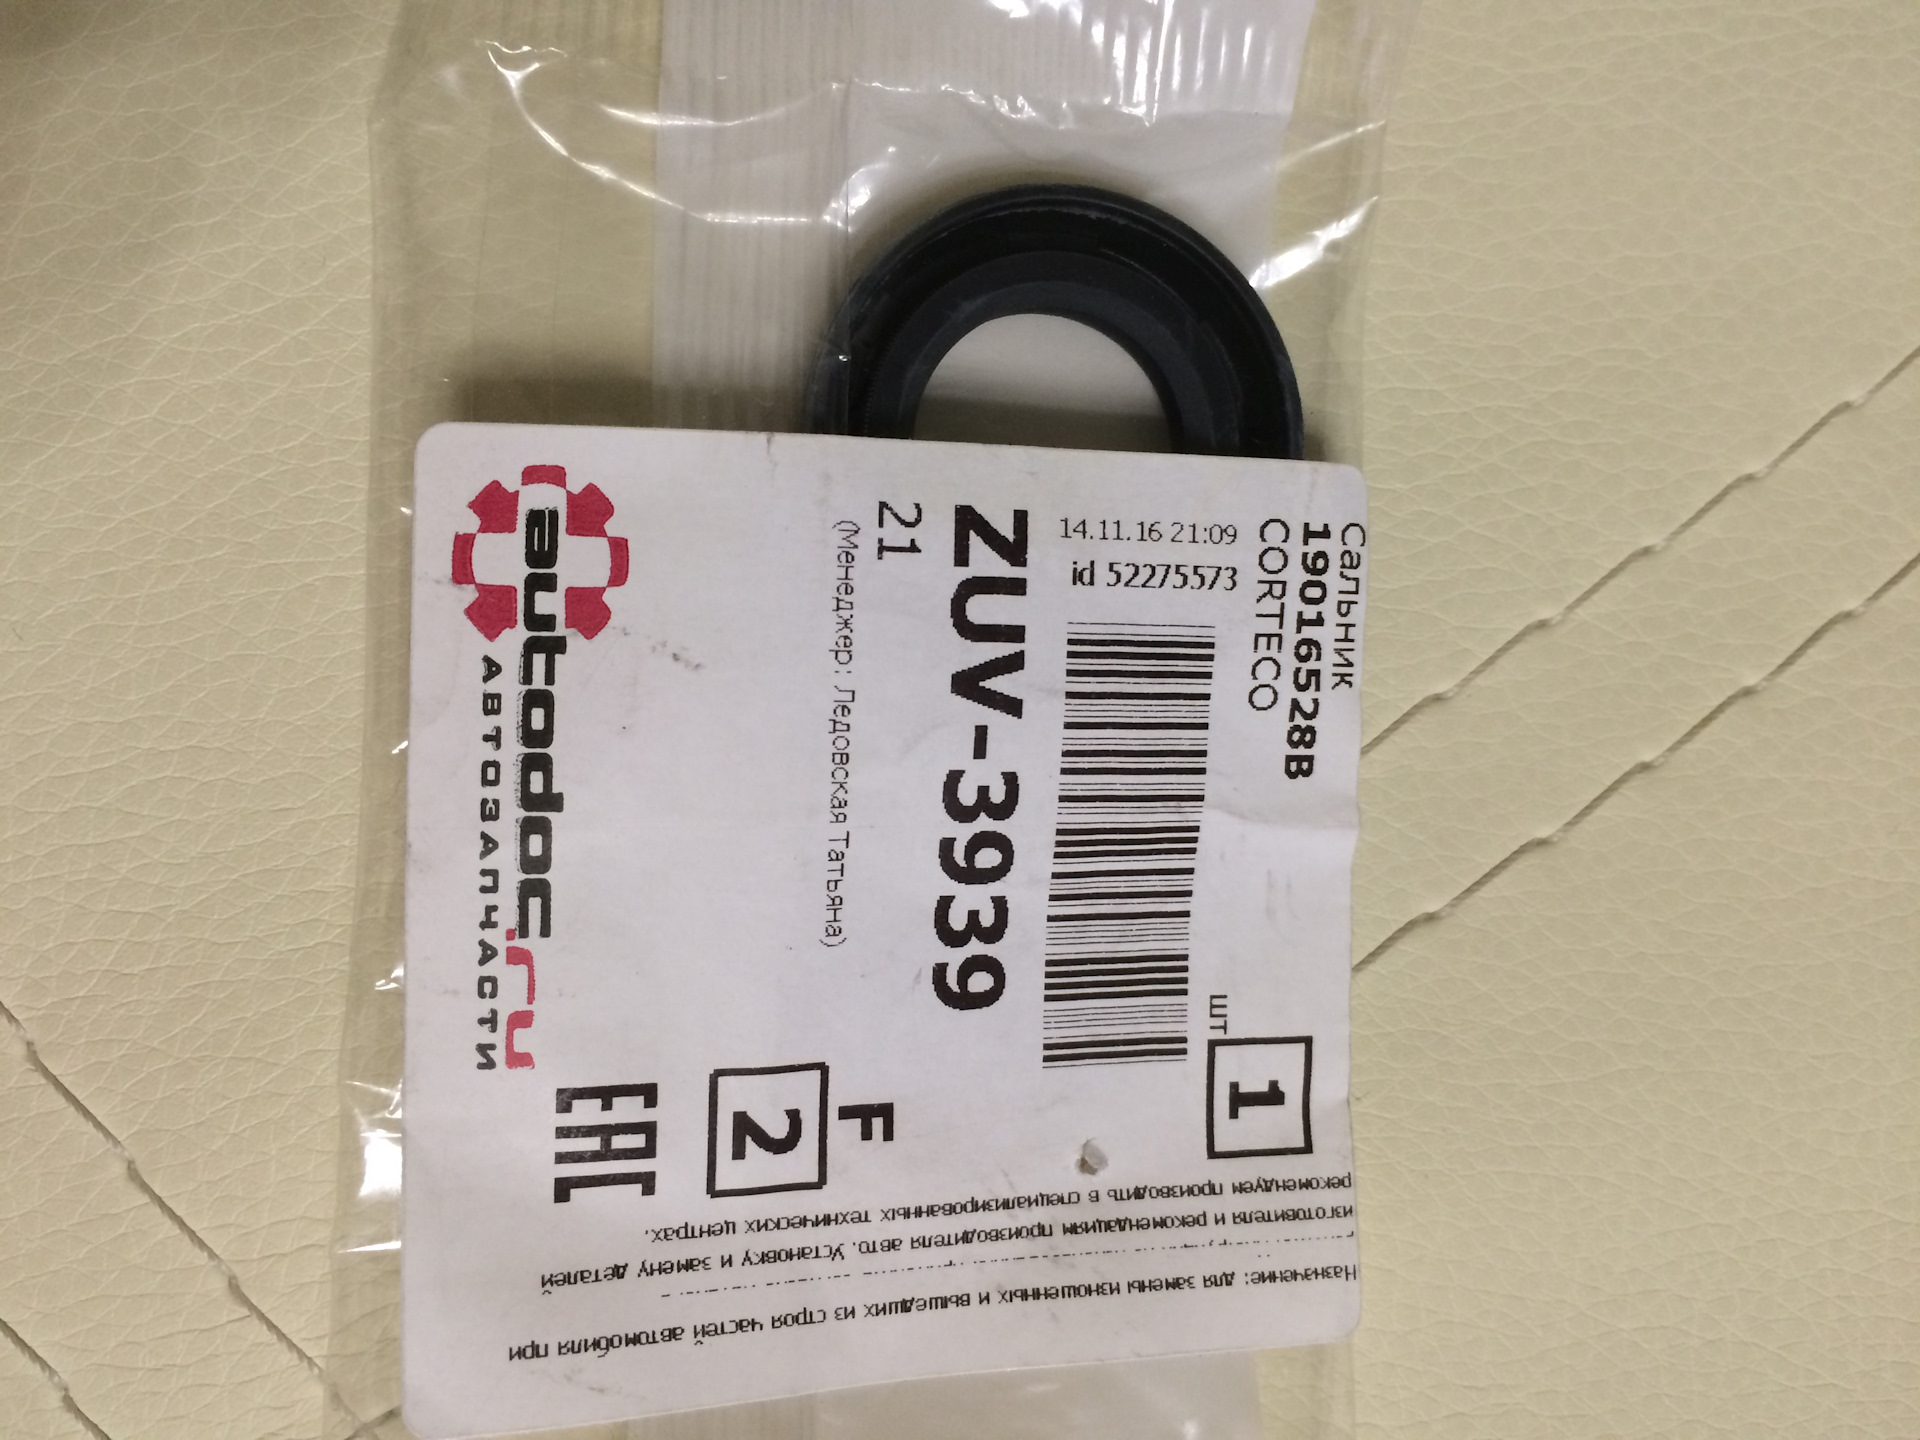 Сальник
19016528B
CORTECO
1
шт
14.11.16 21:09
id 52275573
ZUV-3939
21
(Менеджер: Ледовская Татьяна)
F
2
autodoc.ru
АВТОЗАПЧАСТИ
EAC
Назначение: для замены изношенных и вышедших из строя частей автомобиля при
изготовителя и рекомендациям производителя авто. Установку и замену деталей
рекомендуем производить в специализированных технических центрах.